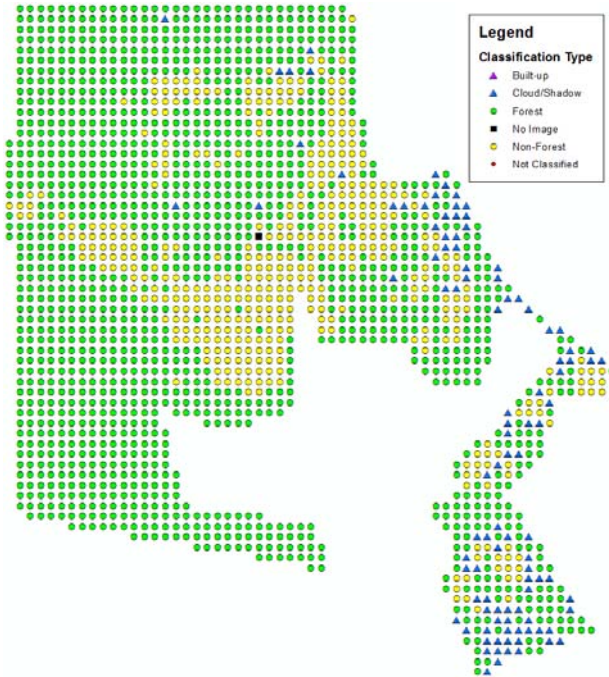 Legend
Classification Type
Built-up
Cloud/Shadow
Forest
No Image
Non-Forest
Not Classified